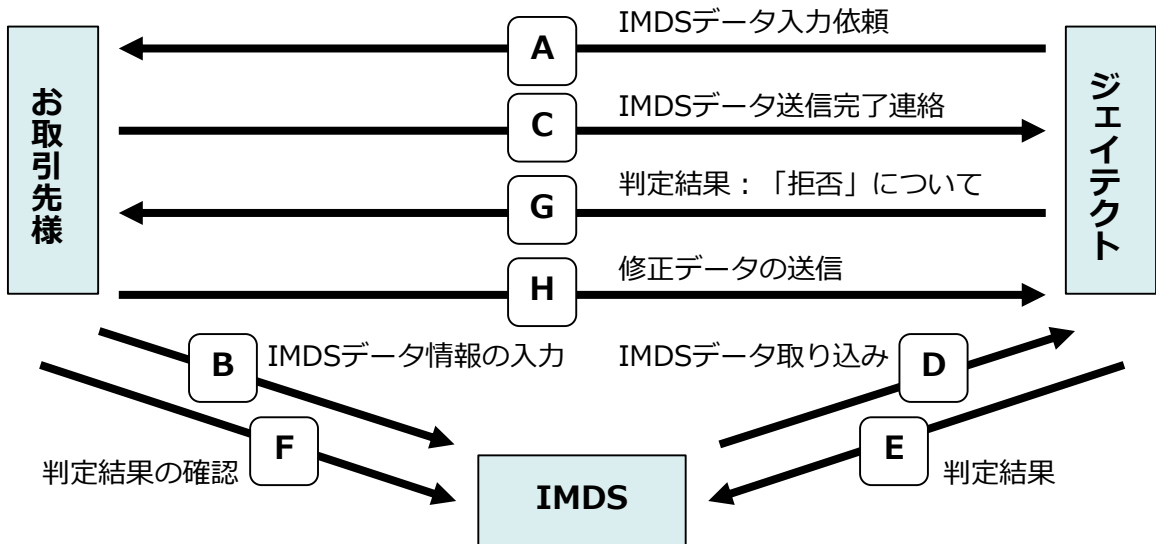 IMDSデータ入力依頼
A
お取引先様
ジェイテクト
IMDSデータ送信完了連絡
C
判定結果：「拒否」について
G
修正データの送信
H
B
IMDSデータ情報の入力
IMDSデータ取り込み
D
F
判定結果の確認
E
判定結果
IMDS